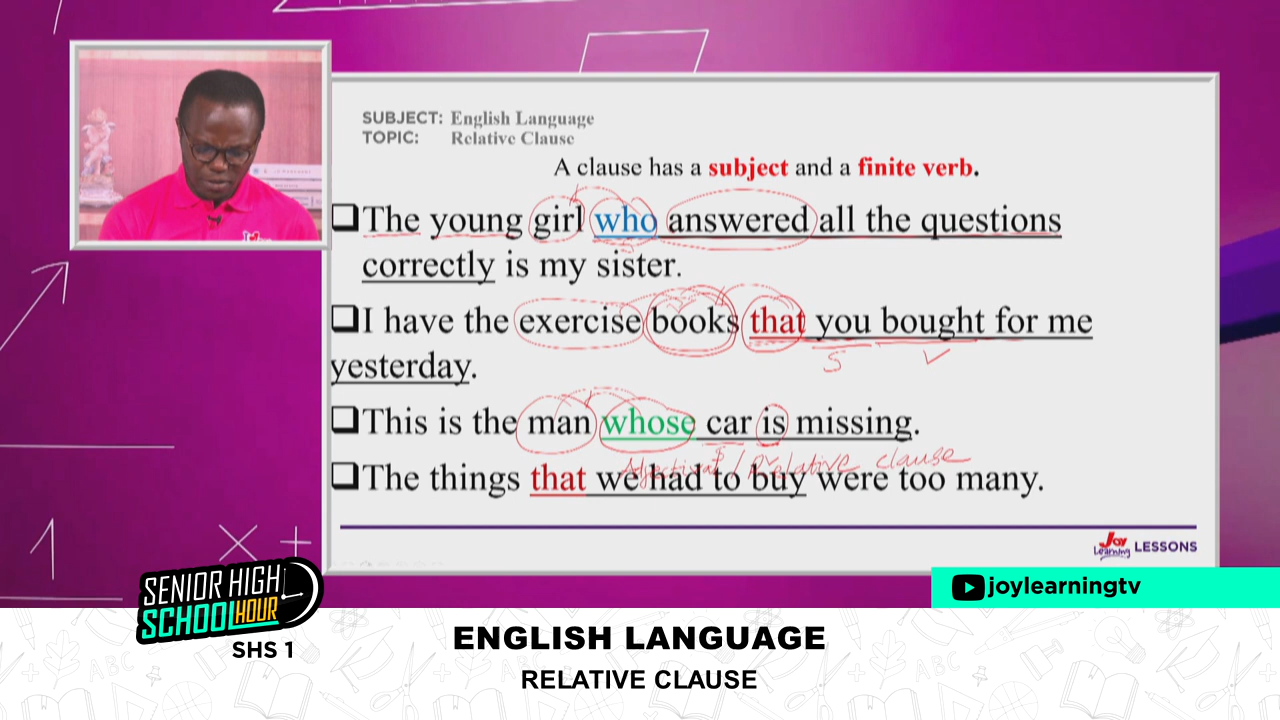 SUBJECT: English Language
TOPIC: Relative Clause
A clause has a subject and a finite verb.
The young girl who answered all the questions
correctly is my sister.
I have the exercise books that you bought for me
yesterday.
S
This is the man whose car is missing.
Adjectival / Relative clause
The things that we had to buy were too many.
Joy Learning LESSONS
joylearningtv
SENIOR HIGH
SCHOOL HOUR
SHS 1
ENGLISH LANGUAGE
RELATIVE CLAUSE